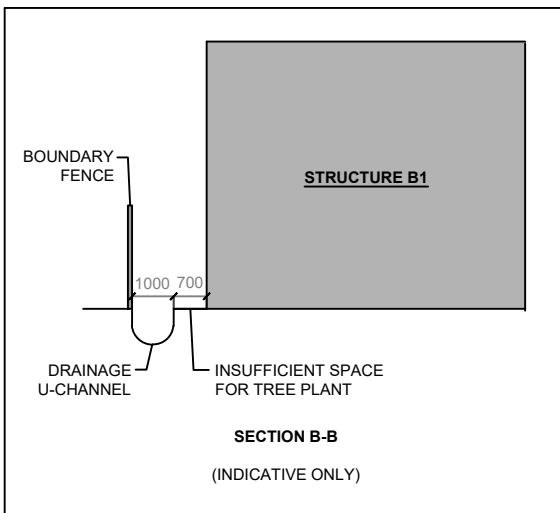 STRUCTURE B1
BOUNDARY
FENCE
1000
700
DRAINAGE
U-CHANNEL
INSUFFICIENT SPACE
FOR TREE PLANT
SECTION B-B
(INDICATIVE ONLY)